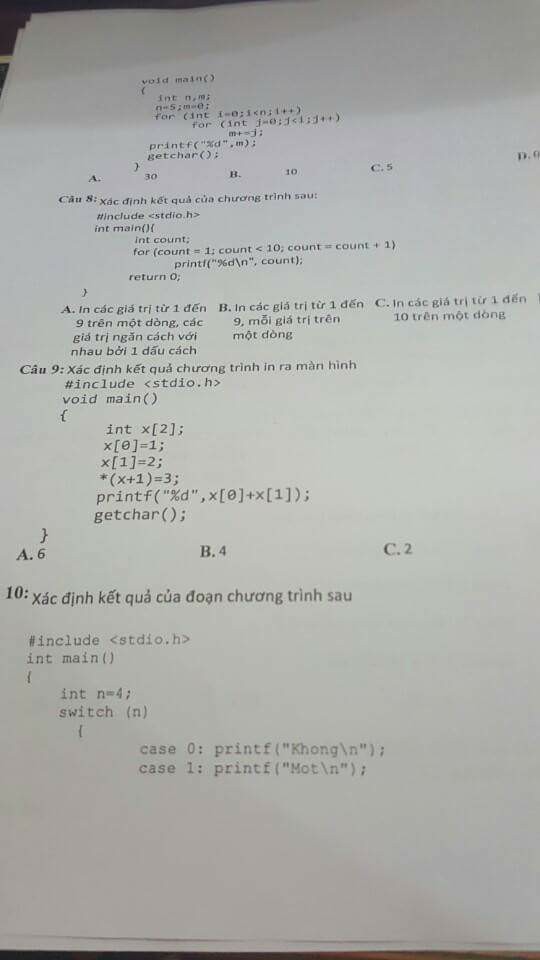 void main()
{
int n,m;
n=5;m=0;
for (int i=0;i<n;i++)
for (int j=0;j<i;j++)
m+=j;
printf("%d",m);
getchar();
}
A. 30 B. 10 C. 5 D. 0
Câu 8: Xác định kết quả của chương trình sau:
#include <stdio.h>
int main(){
int count;
for (count = 1; count < 10; count = count + 1)
printf("%d\n", count);
return 0;
}
A. In các giá trị từ 1 đến B. In các giá trị từ 1 đến C. In các giá trị từ 1 đến
9 trên một dòng, các 9, mỗi giá trị trên 10 trên một dòng
giá trị ngăn cách với một dòng
nhau bởi 1 dấu cách
Câu 9: Xác định kết quả chương trình in ra màn hình
#include <stdio.h>
void main()
{
int x[2];
x[0]=1;
x[1]=2;
*(x+1)=3;
printf("%d",x[0]+x[1]);
getchar();
}
A. 6 B. 4 C. 2
10: Xác định kết quả của đoạn chương trình sau
#include <stdio.h>
int main()
{
int n=4;
switch (n)
{
case 0: printf("Khong\n");
case 1: printf("Mot\n");